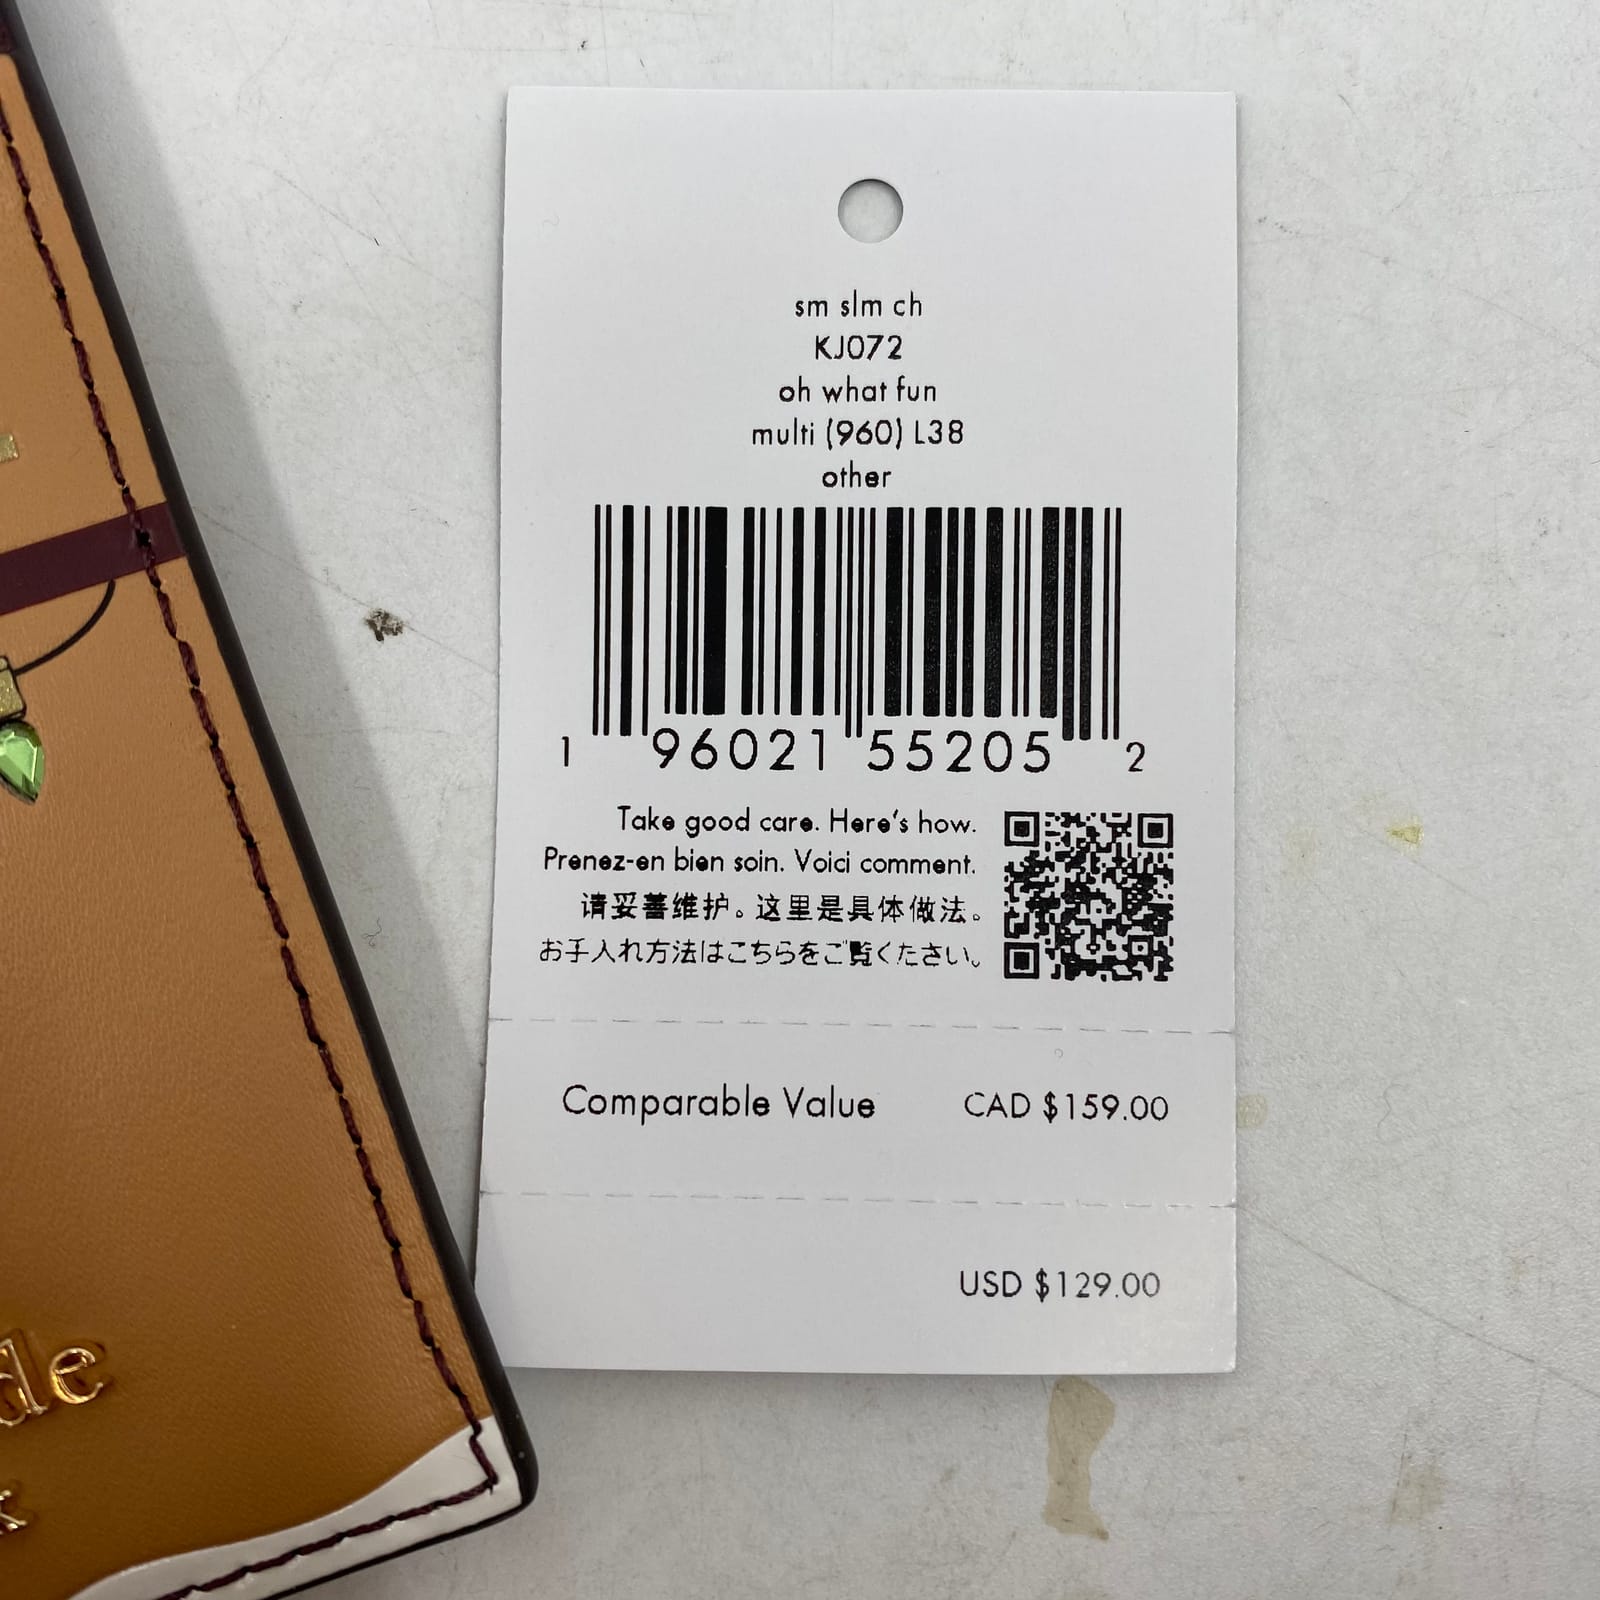 sm slm ch
KJ072
oh what fun
multi (960) L38
other
1 96021 55205 2
Take good care. Here's how.
Prenez-en bien soin. Voici comment.
请妥善维护。这里是具体做法。
お手入れ方法はこちらをご覧ください。
Comparable Value CAD $159.00
USD $129.00
de
k